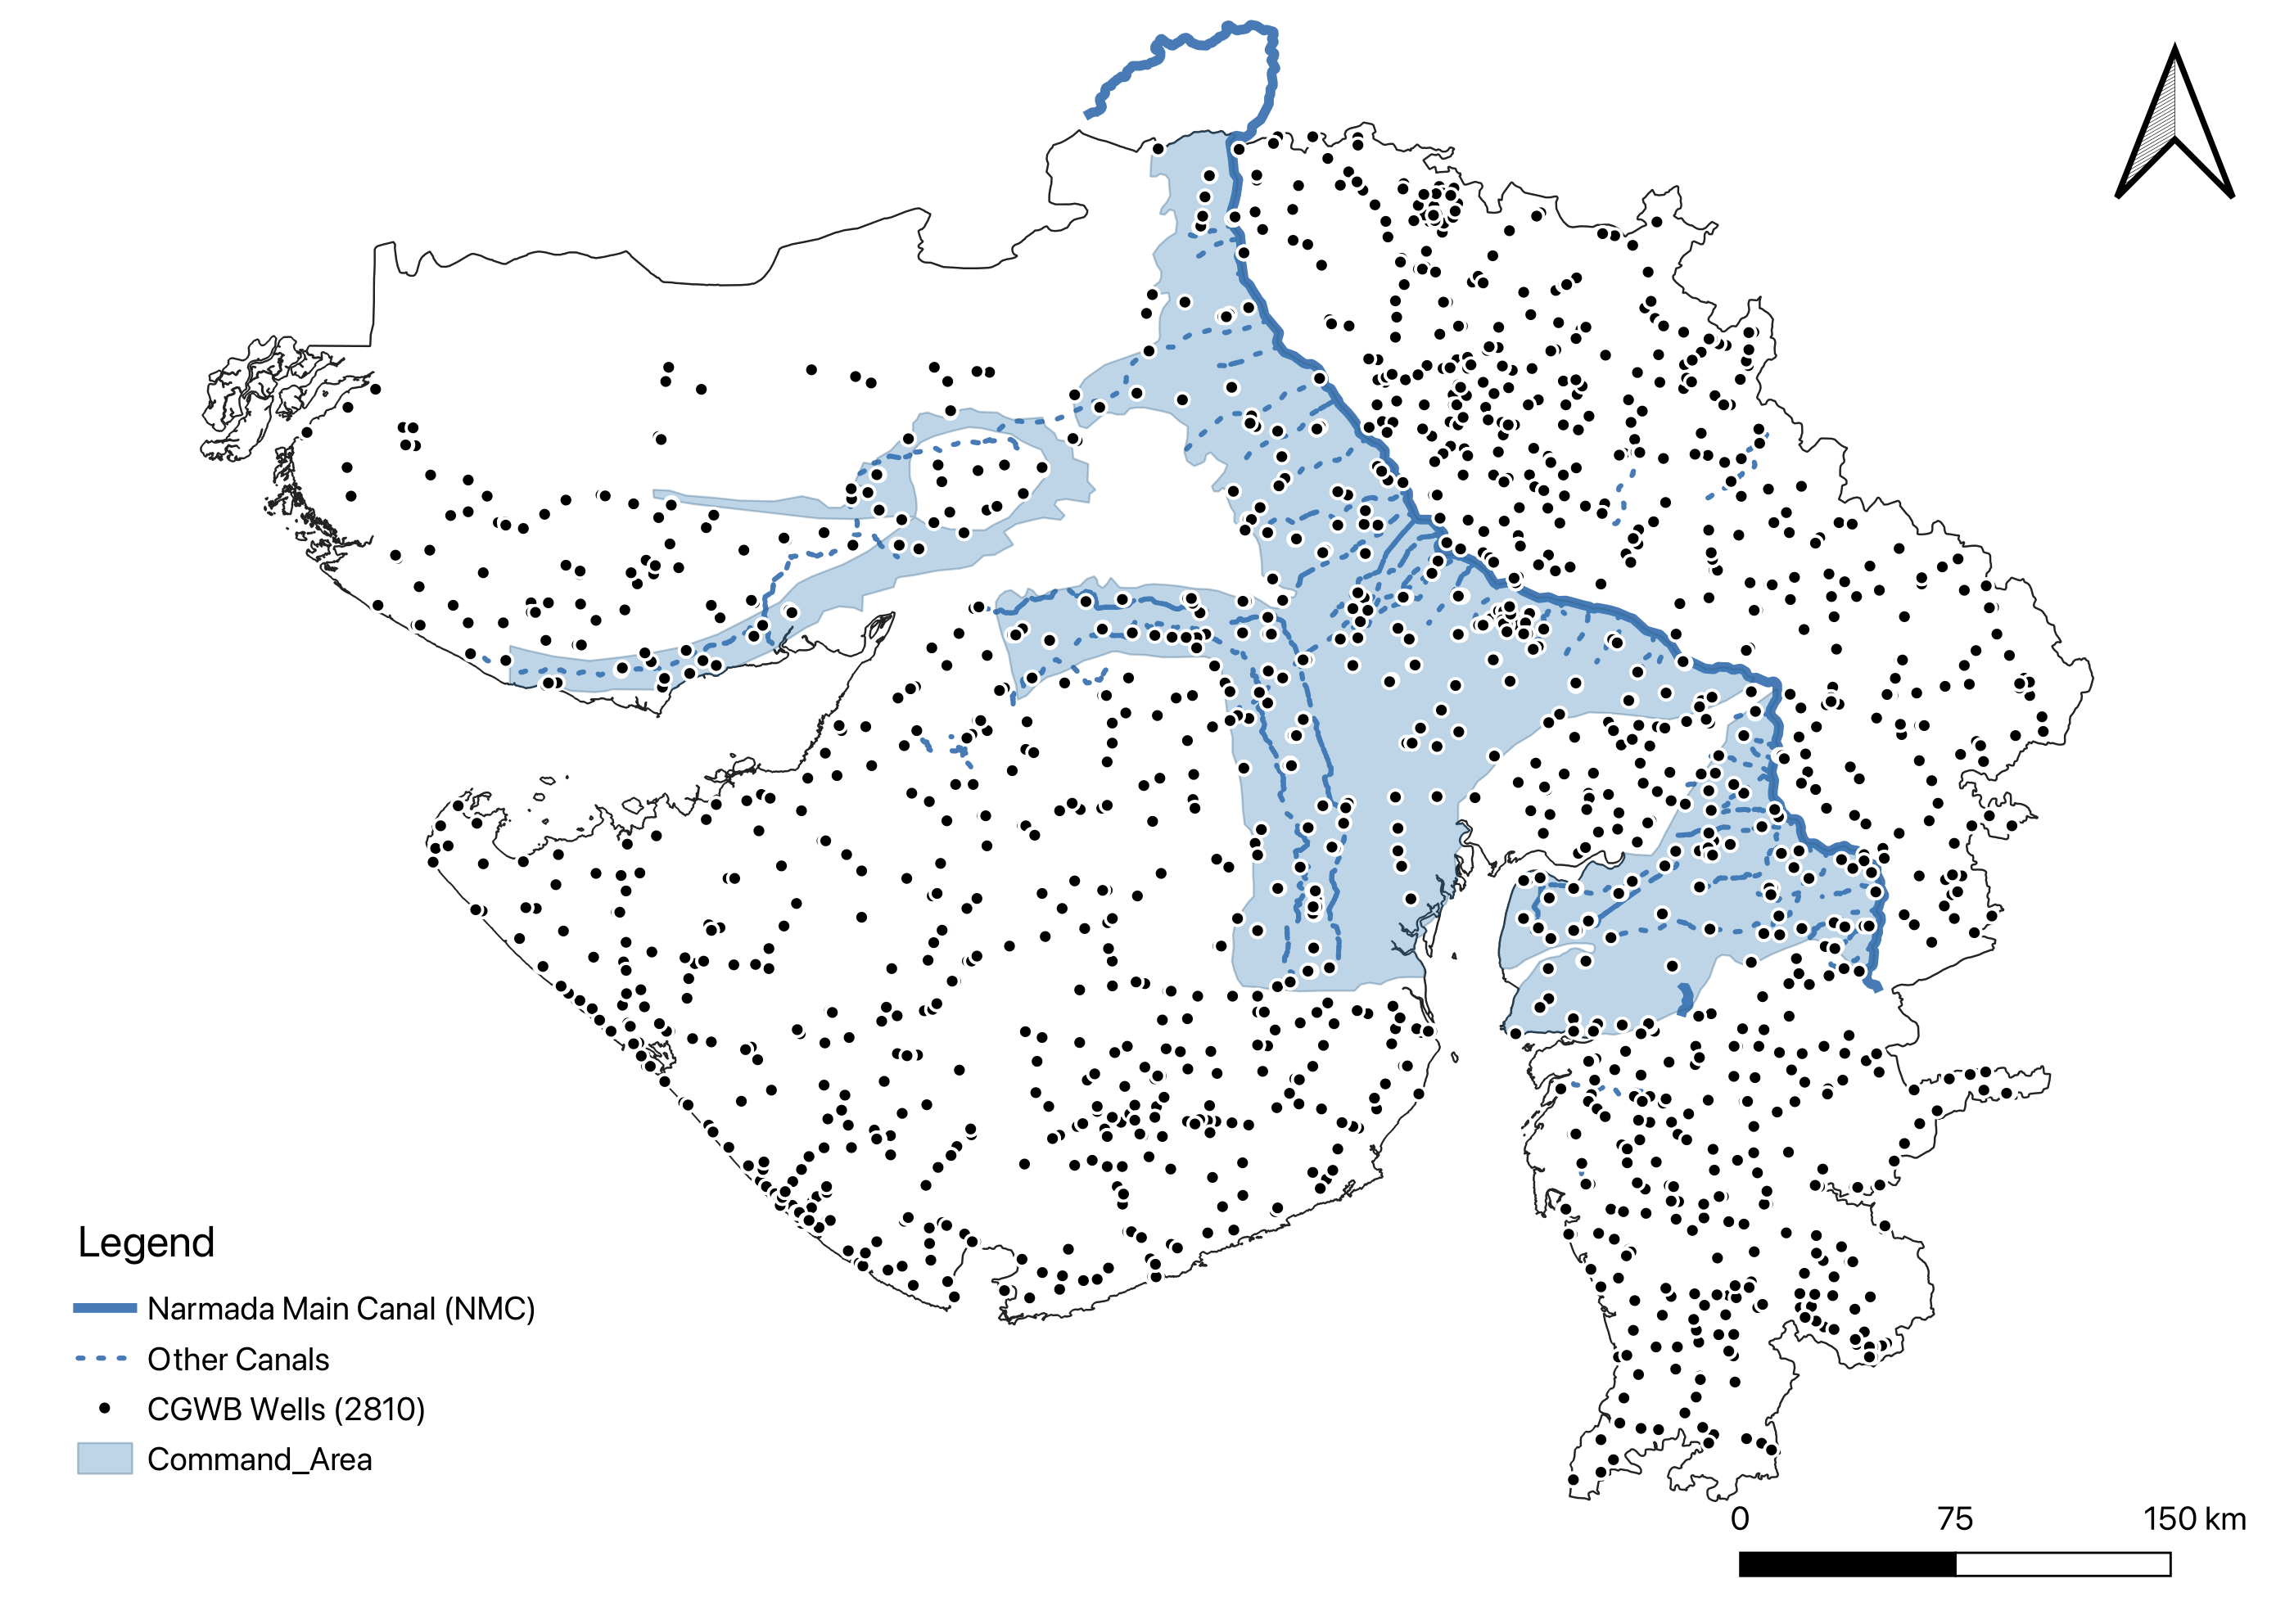 Legend
Narmada Main Canal (NMC)
Other Canals
CGWB Wells (2810)
Command_Area
0 75 150 km